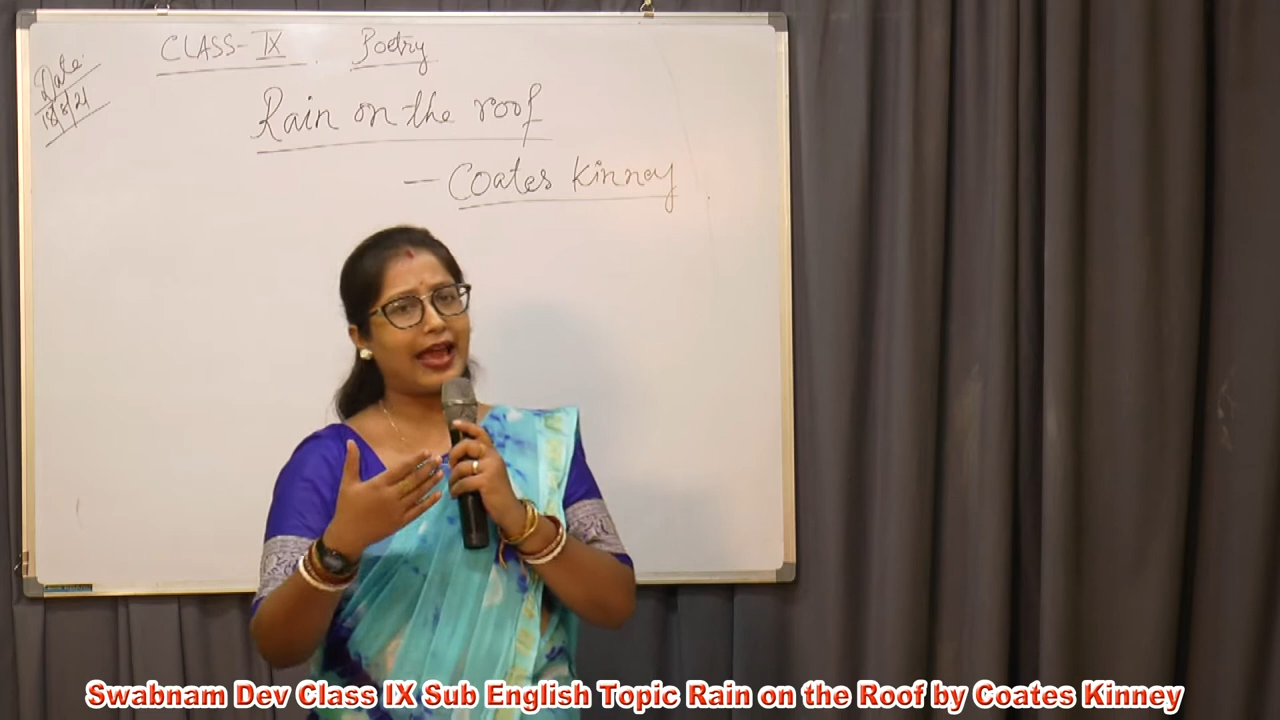 CLASS-IX Poetry
Date:
18/8/21
Rain on the roof
- Coates Kinney
Swabnam Dev Class IX Sub English Topic Rain on the Roof by Coates Kinney